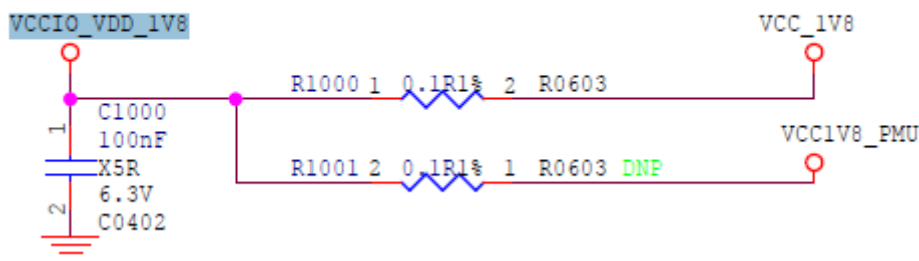 VCCIO_VDD_1V8
VCC_1V8
R1000 1 0.1R1% 2 R0603
C1000
1
100nF
VCC1V8_PMU
X5R
R1001 2 0.1R1% 1 R0603 DNP
6.3V
2
C0402